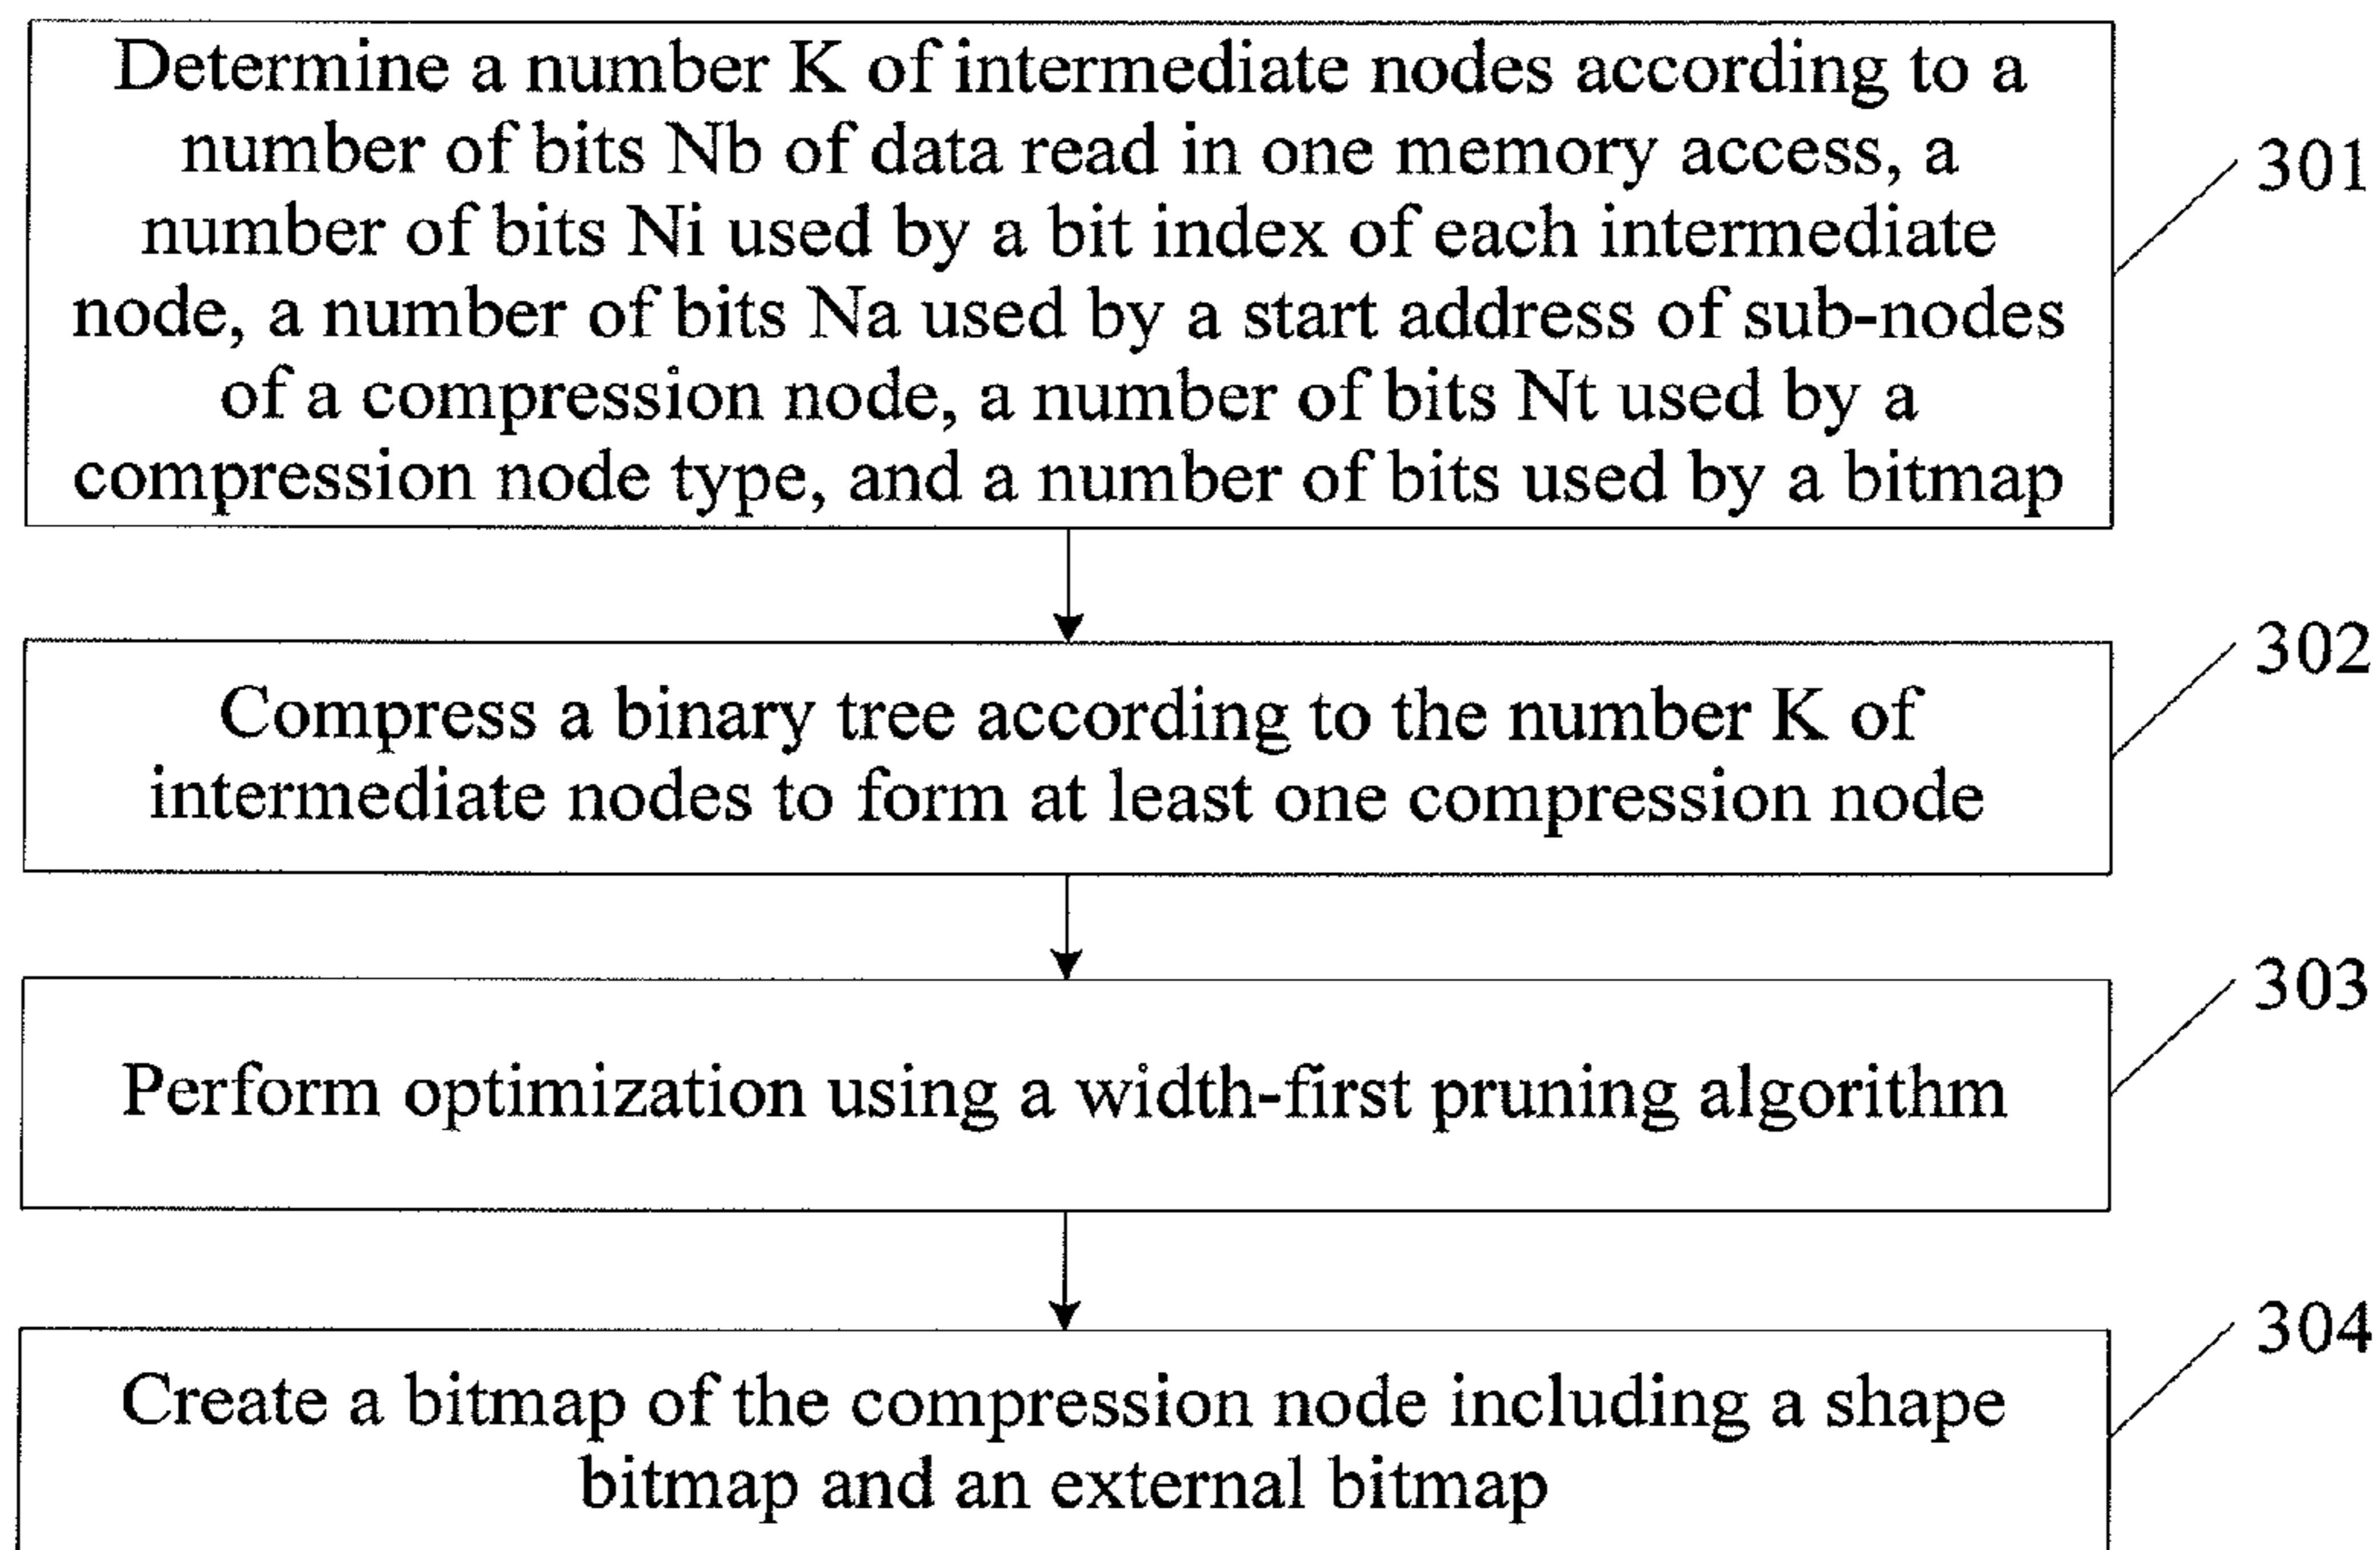 Determine a number K of intermediate nodes according to a
number of bits Nb of data read in one memory access, a
number of bits Ni used by a bit index of each intermediate
node, a number of bits Na used by a start address of sub-nodes
of a compression node, a number of bits Nt used by a
compression node type, and a number of bits used by a bitmap
301
Compress a binary tree according to the number K of
intermediate nodes to form at least one compression node
302
Perform optimization using a width-first pruning algorithm
303
Create a bitmap of the compression node including a shape
bitmap and an external bitmap
304